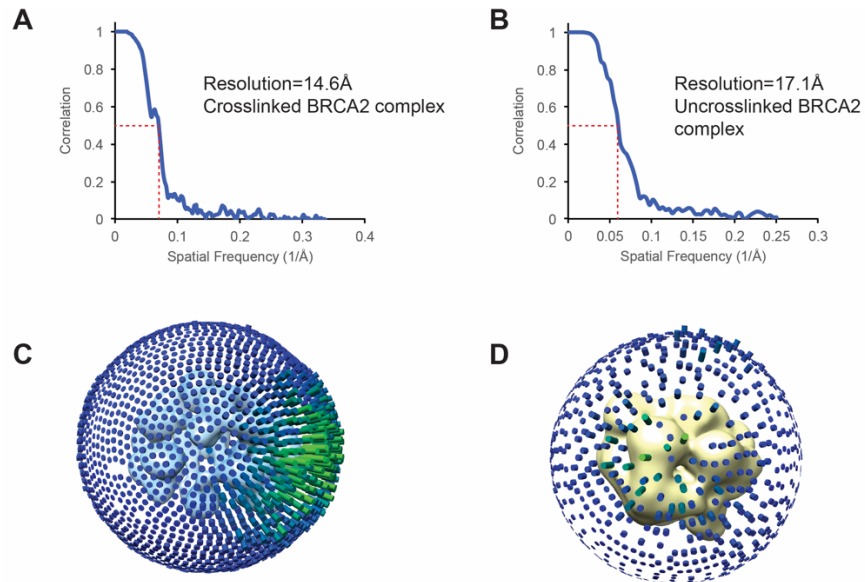 A
1
0.8
0.6
0.4
0.2
0
Correlation
0
0.1
0.2
0.3
0.4
Spatial Frequency (1/Å)
Resolution=14.6Å
Crosslinked BRCA2 complex
B
1
0.8
0.6
0.4
0.2
0
Correlation
0
0.05
0.1
0.15
0.2
0.25
0.3
Spatial Frequency (1/Å)
Resolution=17.1Å
Uncrosslinked BRCA2
complex
C
D